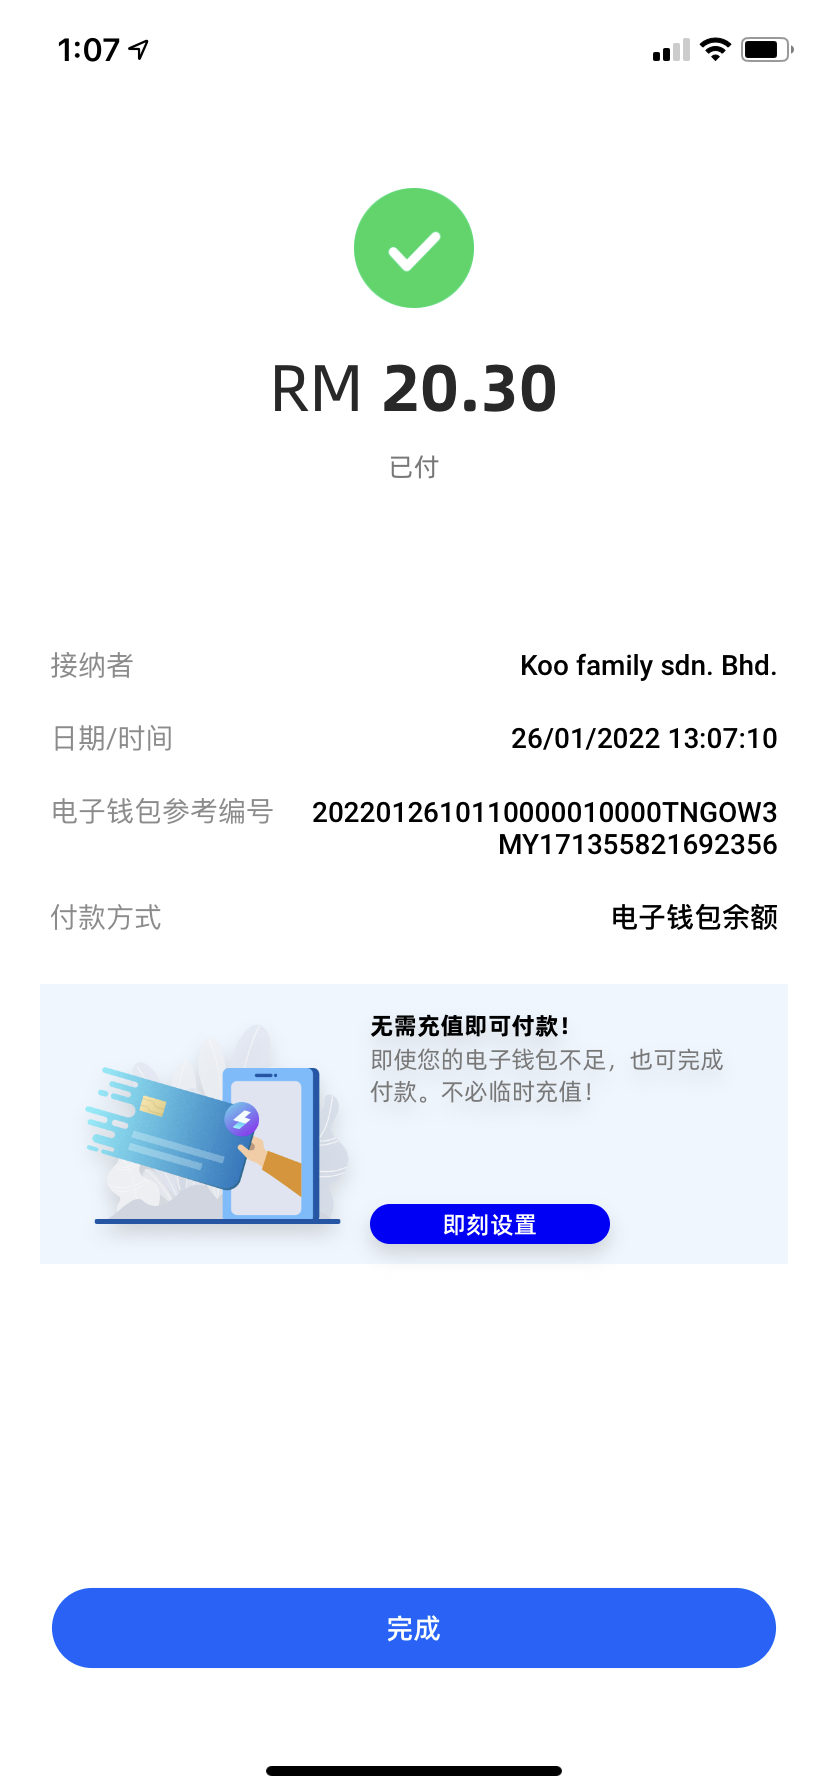 1:07
RM 20.30
已付
接纳者 Koo family sdn. Bhd.
日期/时间 26/01/2022 13:07:10
电子钱包参考编号 2022012610110000010000TNGOW3
MY171355821692356
付款方式 电子钱包余额
无需充值即可付款！
即使您的电子钱包不足，也可完成
付款。不必临时充值！
即刻设置
完成